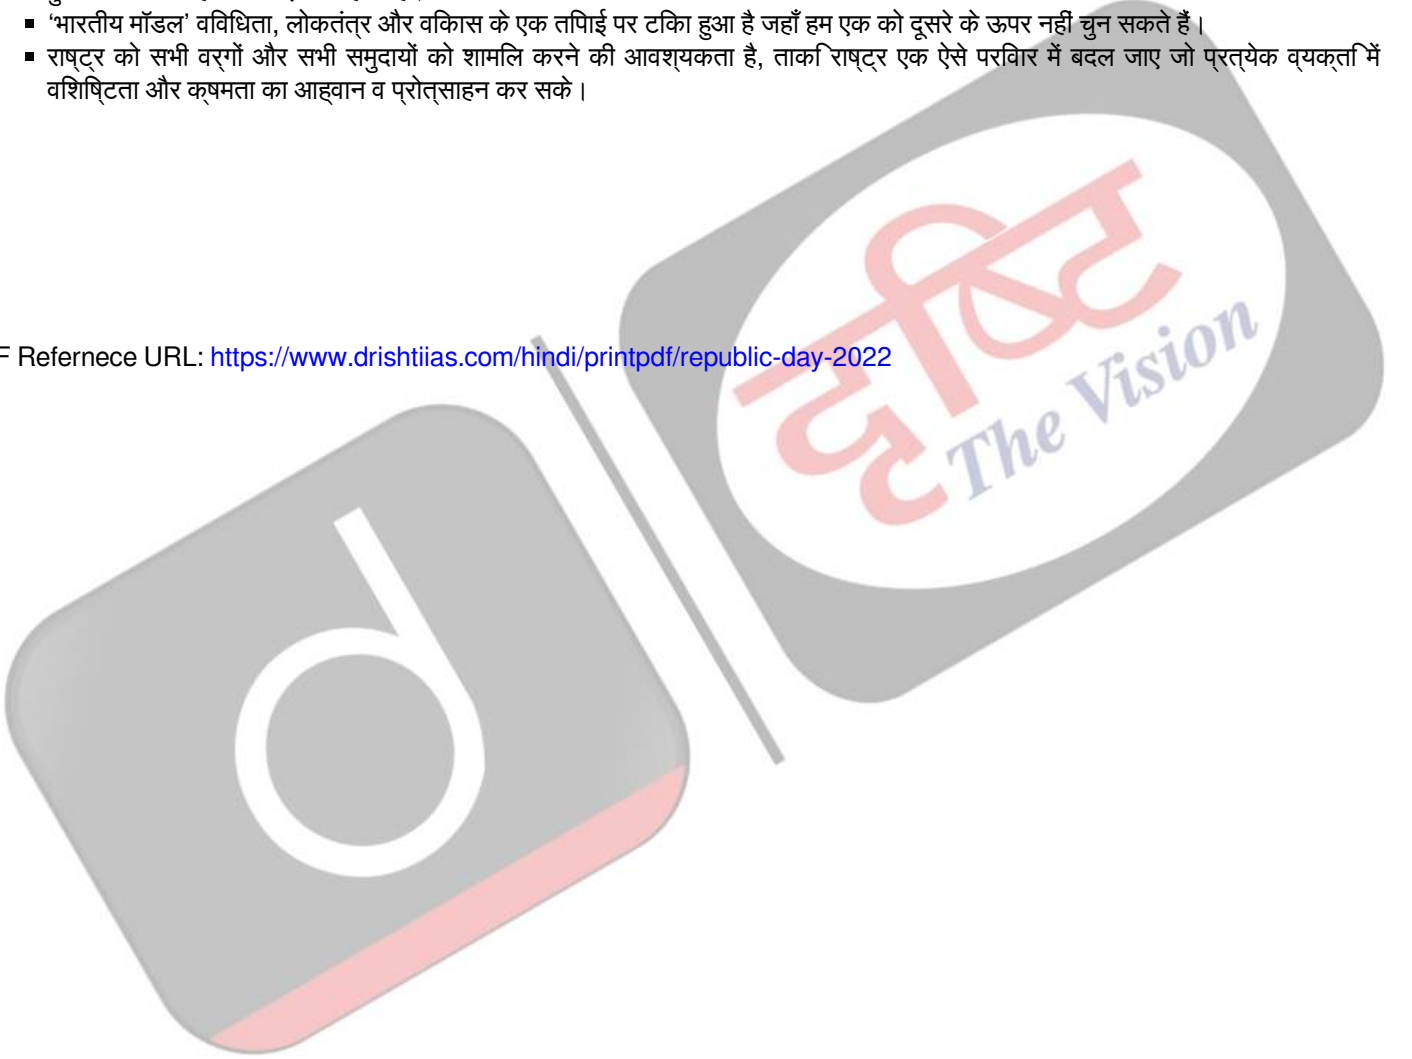 ▪ ‘भारतीय मॉडल’ विविधिता, लोकतंत्र और विकास के एक तिपाई पर टिका हुआ है जहाँ हम एक को दूसरे के ऊपर नहीं चुन सकते हैं।
▪ राष्ट्र को सभी वर्गों और सभी समुदायों को शामिल करने की आवश्यकता है, ताकि राष्ट्र एक ऐसे परिवार में बदल जाए जो प्रत्येक व्यक्ति में
विशिष्टिता और क्षमता का आह्वान व प्रोत्साहन कर सके।
F Refernece URL: https://www.drishtiias.com/hindi/printpdf/republic-day-2022
दृष्टि
The Vision
d